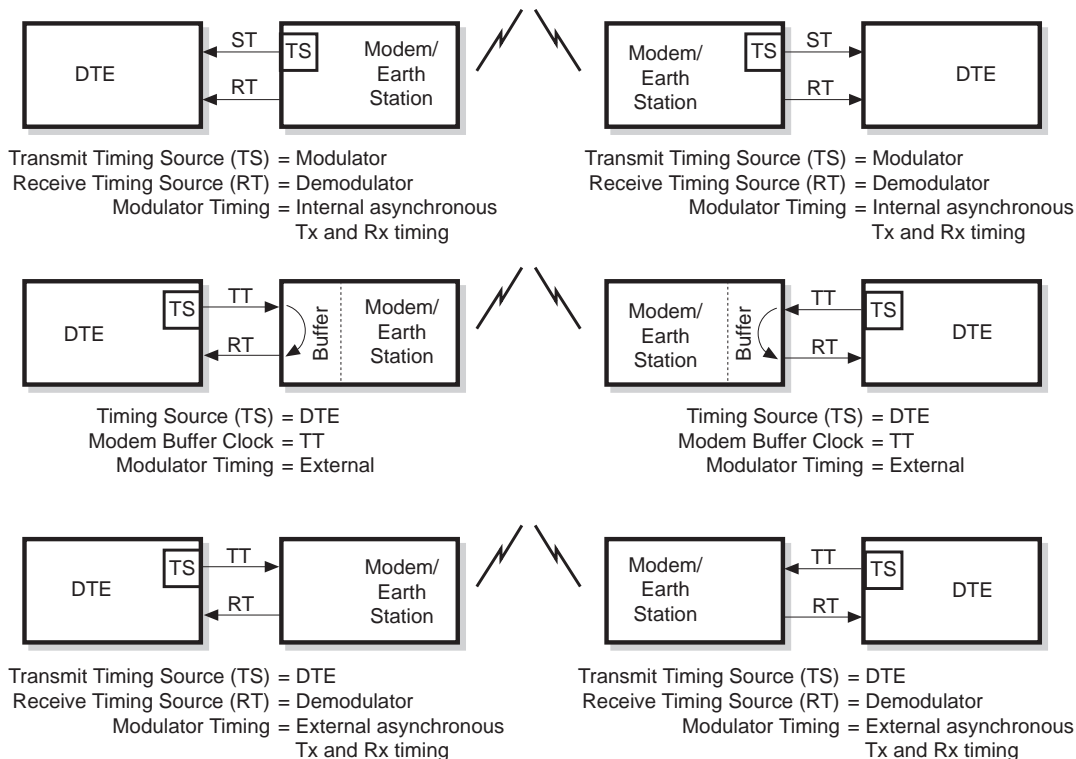 DTE
ST
RT
TS
Modem/
Earth
Station
Transmit Timing Source (TS) = Modulator
Receive Timing Source (RT) = Demodulator
Modulator Timing = Internal asynchronous
Tx and Rx timing
Modem/
Earth
Station
TS
ST
RT
DTE
Transmit Timing Source (TS) = Modulator
Receive Timing Source (RT) = Demodulator
Modulator Timing = Internal asynchronous
Tx and Rx timing
DTE
TS
TT
RT
Buffer
Modem/
Earth
Station
Timing Source (TS) = DTE
Modem Buffer Clock = TT
Modulator Timing = External
Modem/
Earth
Station
Buffer
TT
RT
TS
DTE
Timing Source (TS) = DTE
Modem Buffer Clock = TT
Modulator Timing = External
DTE
TS
TT
RT
Modem/
Earth
Station
Transmit Timing Source (TS) = DTE
Receive Timing Source (RT) = Demodulator
Modulator Timing = External asynchronous
Tx and Rx timing
Modem/
Earth
Station
TT
RT
TS
DTE
Transmit Timing Source (TS) = DTE
Receive Timing Source (RT) = Demodulator
Modulator Timing = External asynchronous
Tx and Rx timing